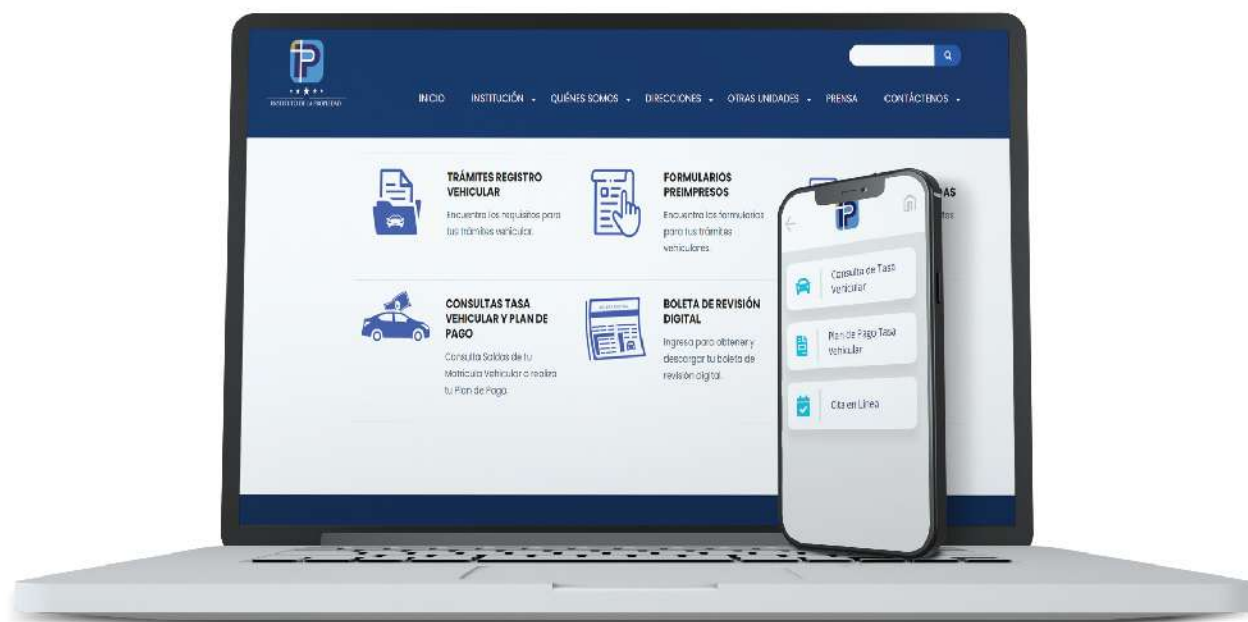 iP
INSTITUTO DE LA PROPIEDAD
INICIO INSTITUCIÓN QUIÉNES SOMOS DIRECCIONES OTRAS UNIDADES PRENSA CONTÁCTENOS
TRÁMITES REGISTRO
VEHICULAR
Encuentra los requisitos para
tus trámites vehicular.
FORMULARIOS
PREIMPRESOS
Encuentra los formularios
para tus trámites
vehiculares.
AS
CONSULTAS TASA
VEHICULAR Y PLAN DE
PAGO
Consulta Saldos de tu
Matrícula Vehicular o realiza
tu Plan de Pago.
BOLETA DE REVISIÓN
DIGITAL
Ingresa para obtener y
descargar tu boleta de
revisión digital.
iP
Consulta de Tasa
Vehicular
Plan de Pago Tasa
Vehicular
Cita en Línea